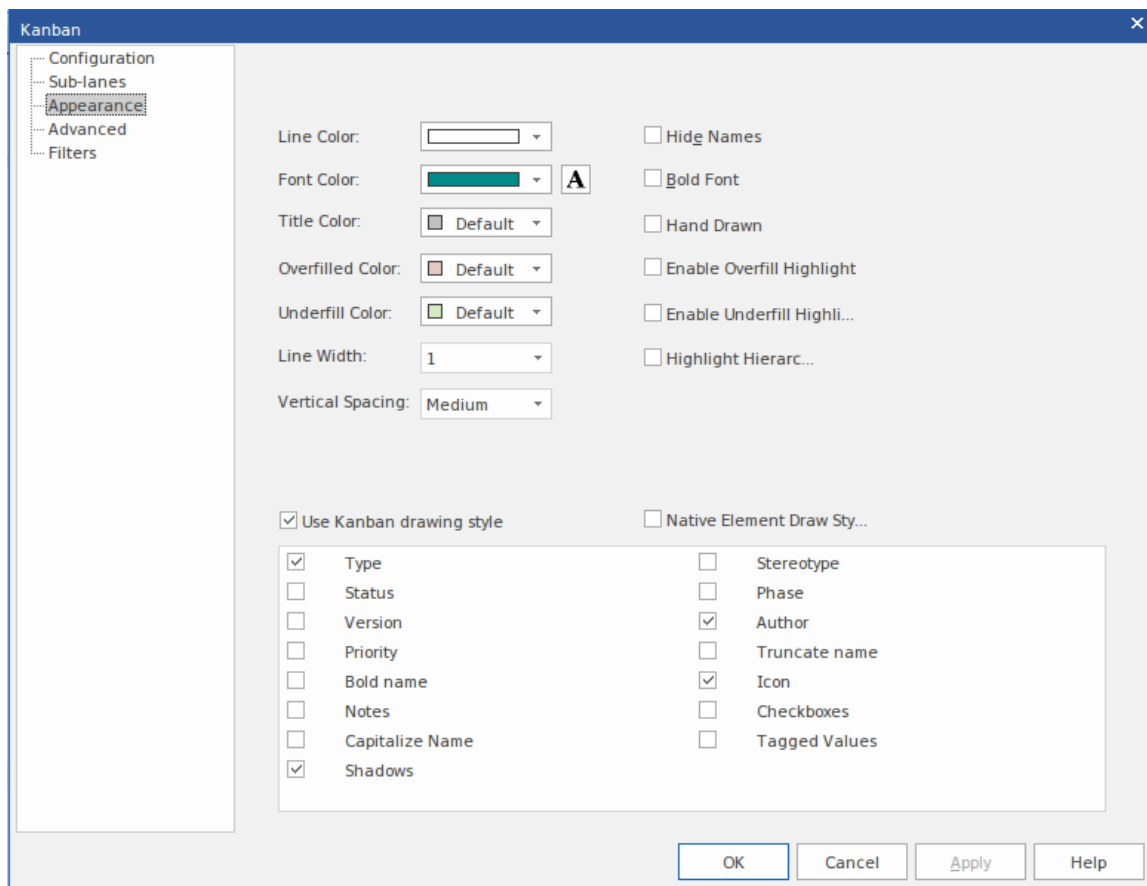 Kanban
Configuration
Sub-lanes
Appearance
Advanced
Filters
Line Color:
Hide Names
Font Color:
A
Bold Font
Title Color:
Default
Hand Drawn
Overfilled Color:
Default
Enable Overfill Highlight
Underfill Color:
Default
Enable Underfill Highli...
Line Width:
1
Highlight Hierarc...
Vertical Spacing:
Medium
Use Kanban drawing style
Native Element Draw Sty...
Type
Stereotype
Status
Phase
Version
Author
Priority
Truncate name
Bold name
Icon
Notes
Checkboxes
Capitalize Name
Tagged Values
Shadows
OK
Cancel
Apply
Help